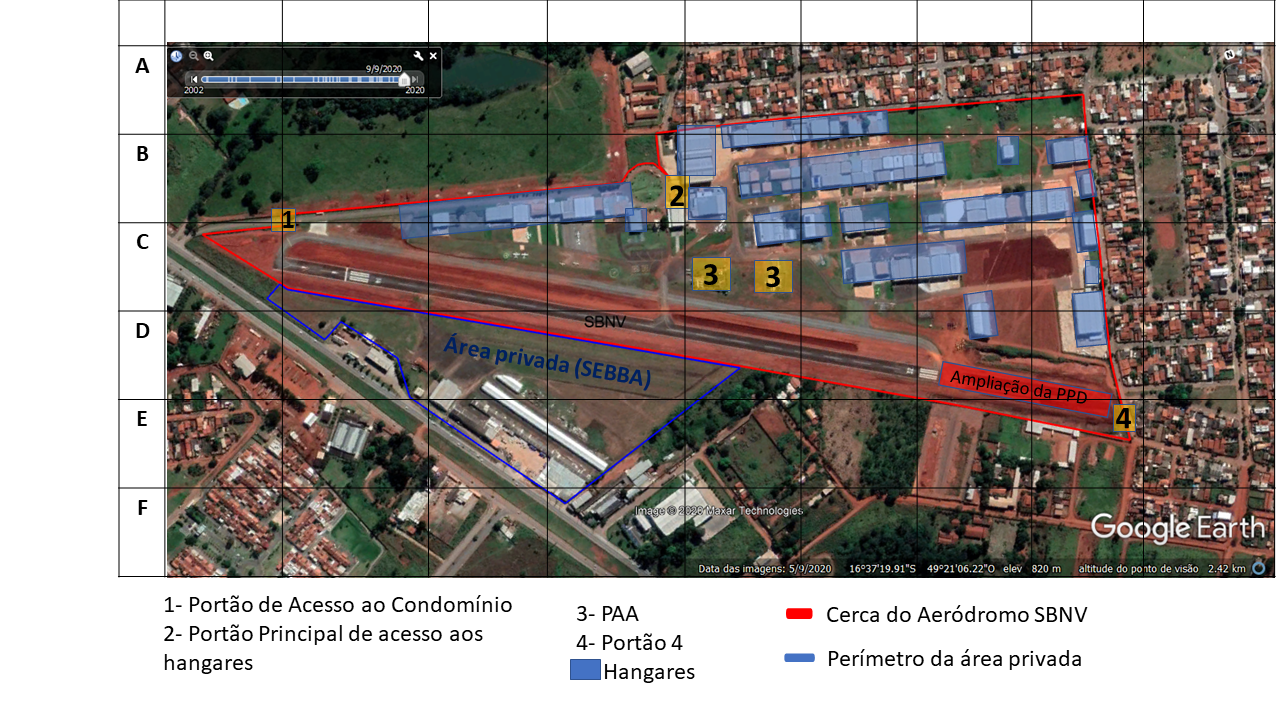 A
9/9/2020
2002
2020
N
B
2
1
C
3
3
SBNV
D
Área privada (SEBBA)
Ampliação da PPD
4
E
F
Image © 2020 Maxar Technologies
Google Earth
Data das imagens: 5/9/2020 16°37'19.91"S 49°21'06.22"O elev 820 m altitude do ponto de visão 2.42 km
1- Portão de Acesso ao Condomínio
2- Portão Principal de acesso aos
hangares
3- PAA
4- Portão 4
Hangares
Cerca do Aeródromo SBNV
Perímetro da área privada